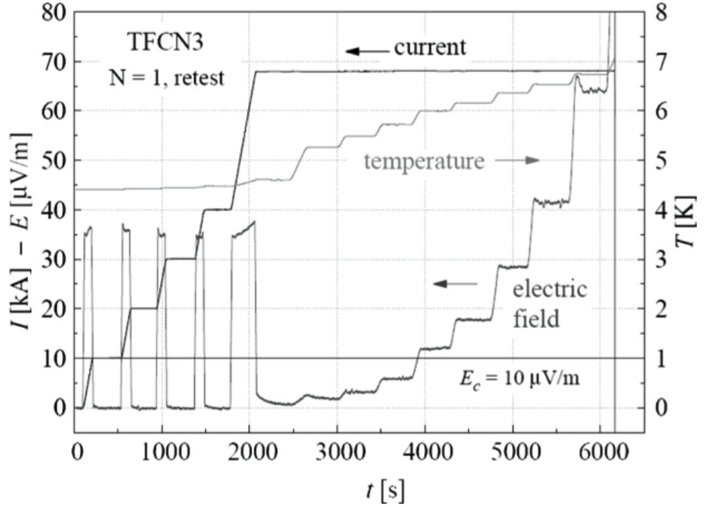 80
70
60
50
40
30
20
10
0
I [kA] – E [µV/m]
TFCN3
N = 1, retest
current
temperature
electric
field
E_c = 10 µV/m
8
7
6
5
4
3
2
1
0
T [K]
0 1000 2000 3000 4000 5000 6000
t [s]